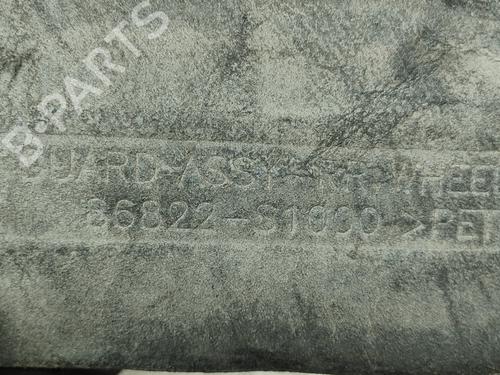 B-PARTS
GUARD-ASSY-RR WHEEL
86822-S1000 >PET